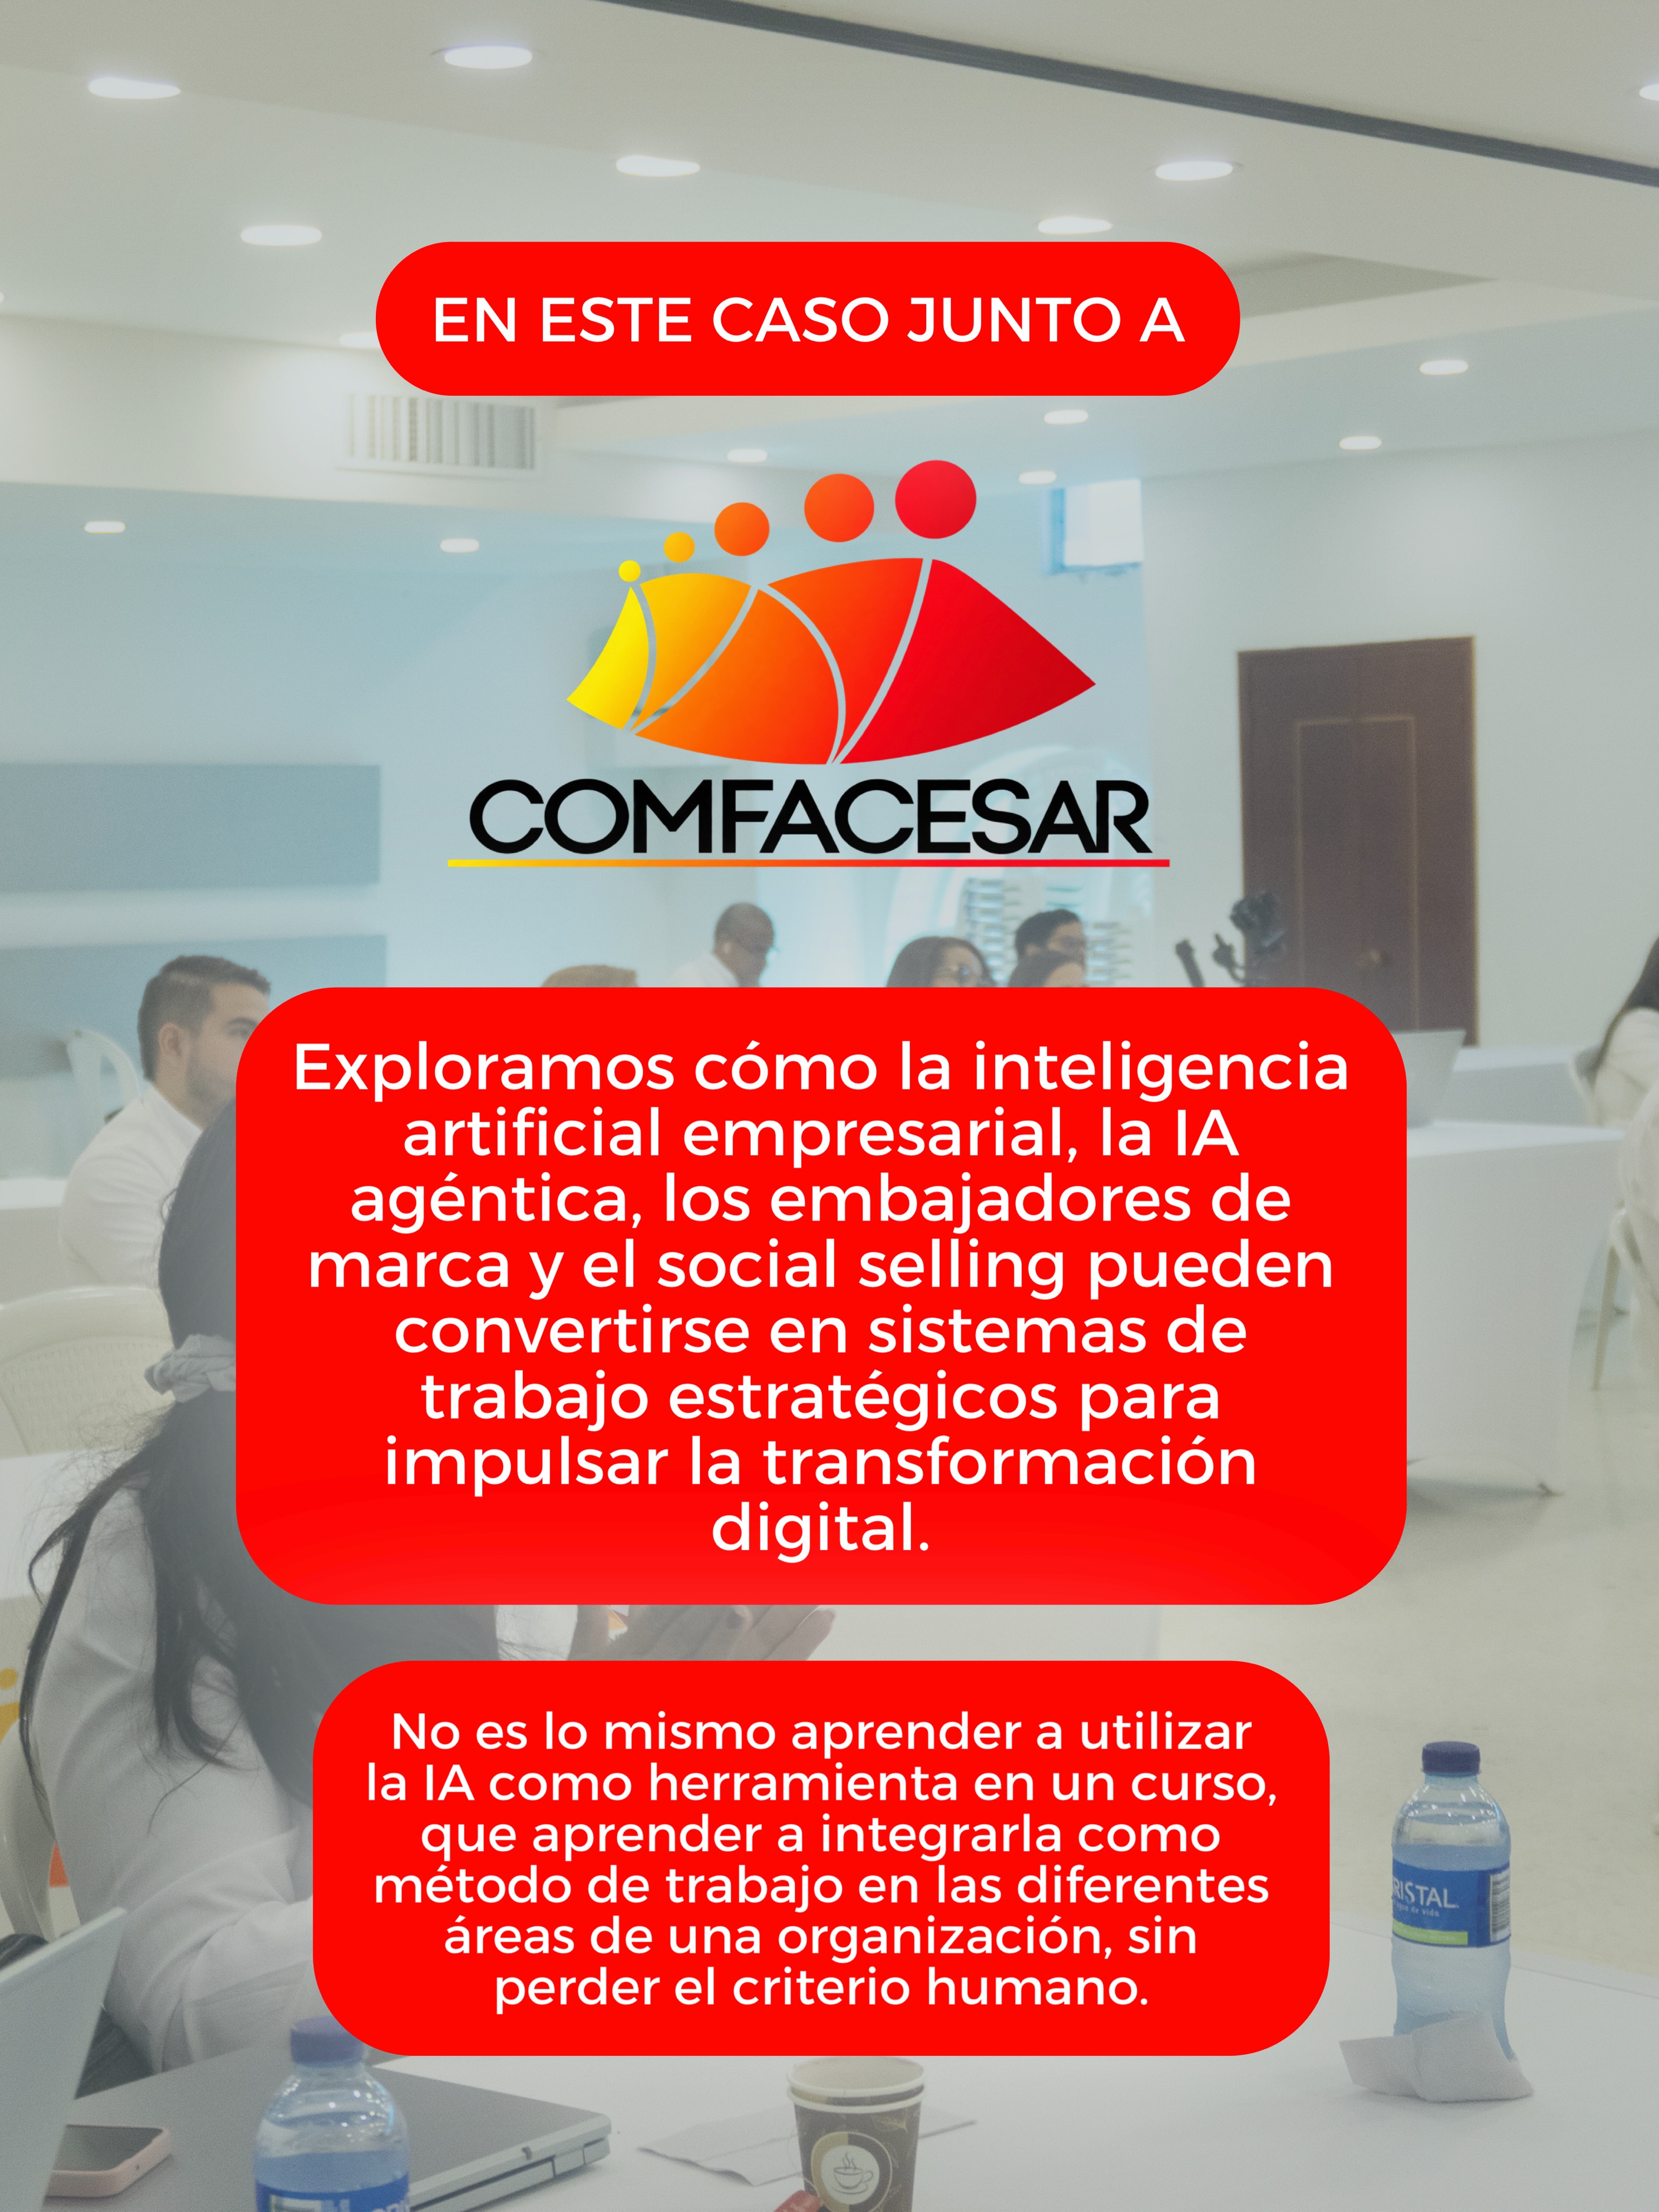 EN ESTE CASO JUNTO A
COMFACESAR
Exploramos cómo la inteligencia
artificial empresarial, la IA
agéntica, los embajadores de
marca y el social selling pueden
convertirse en sistemas de
trabajo estratégicos para
impulsar la transformación
digital.
No es lo mismo aprender a utilizar
la IA como herramienta en un curso,
que aprender a integrarla como
método de trabajo en las diferentes
áreas de una organización, sin
perder el criterio humano.
RISTAL